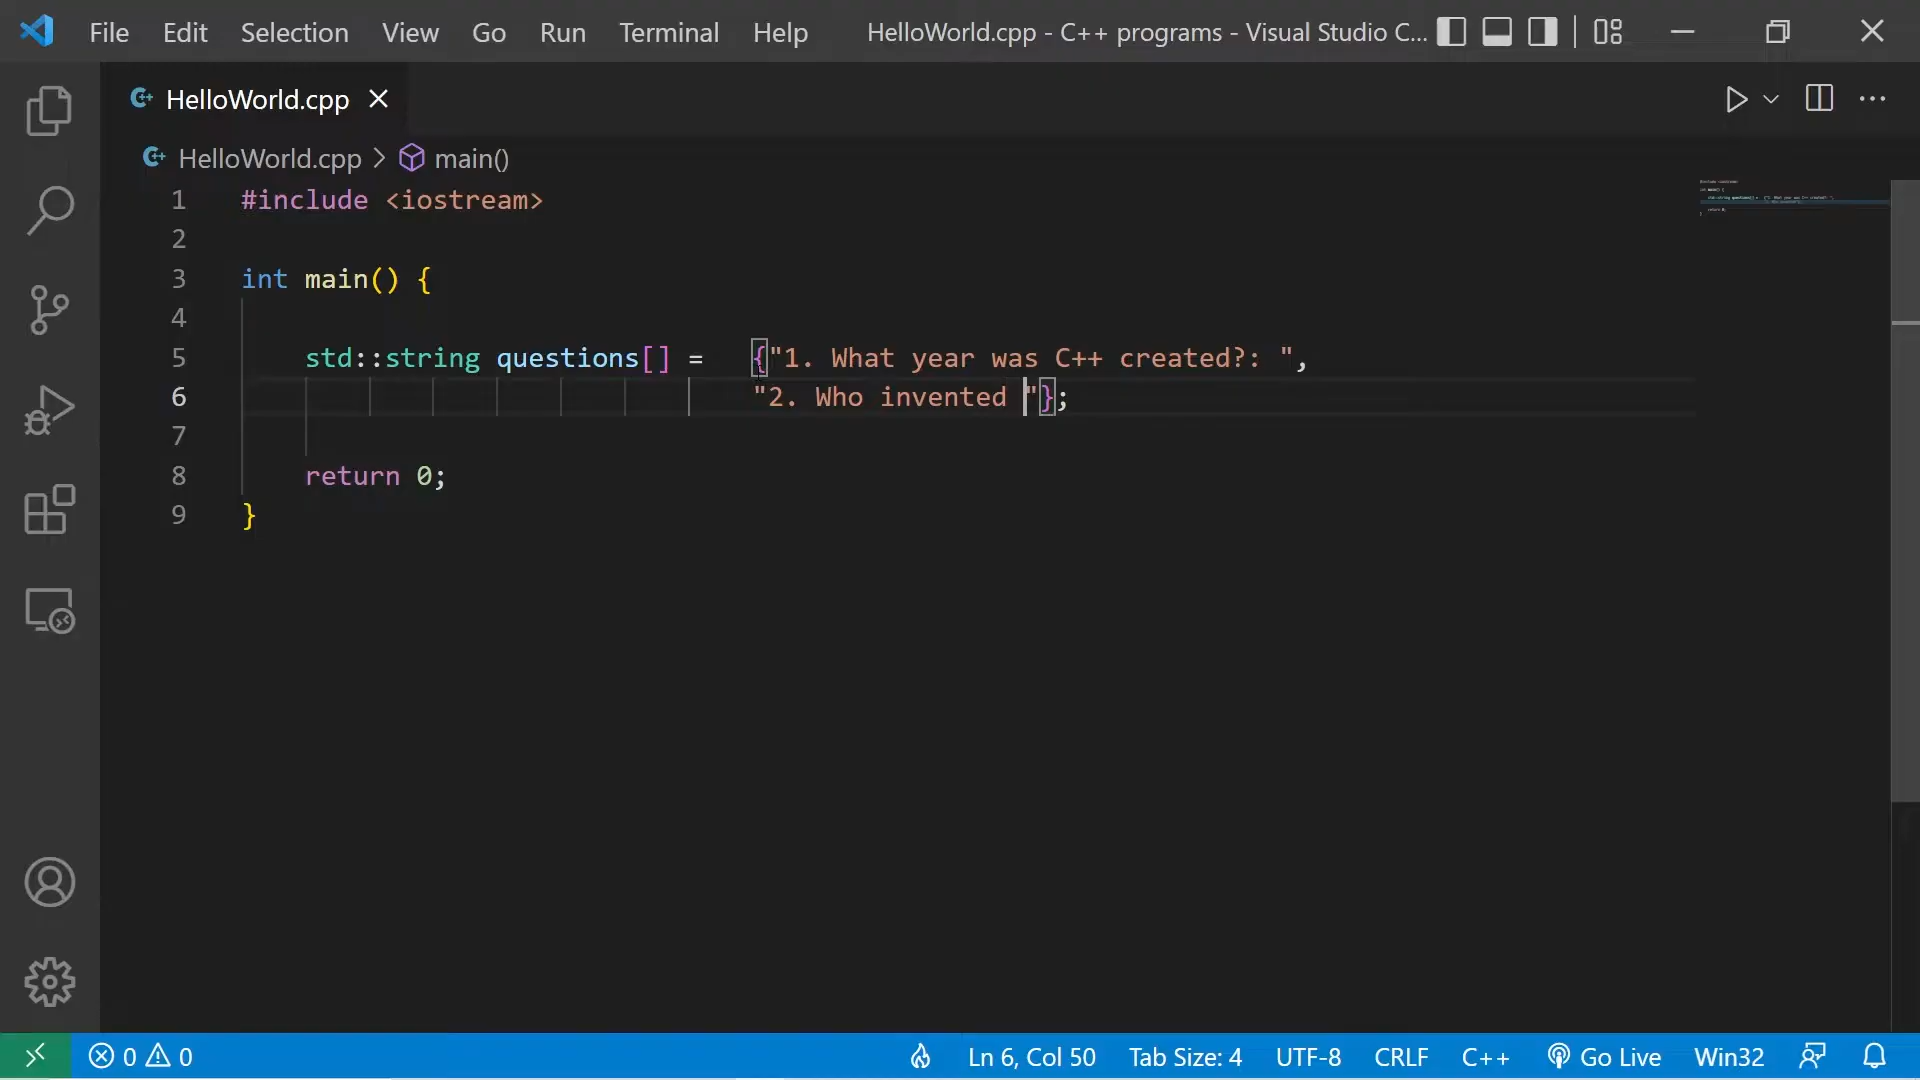 File Edit Selection View Go Run Terminal Help HelloWorld.cpp - C++ programs - Visual Studio C...
HelloWorld.cpp
HelloWorld.cpp > main()
1 #include <iostream>
2
3 int main() {
4
5 std::string questions[] = {"1. What year was C++ created?: ",
6 "2. Who invented "};
7
8 return 0;
9 }
0 0 Ln 6, Col 50 Tab Size: 4 UTF-8 CRLF C++ Go Live Win32